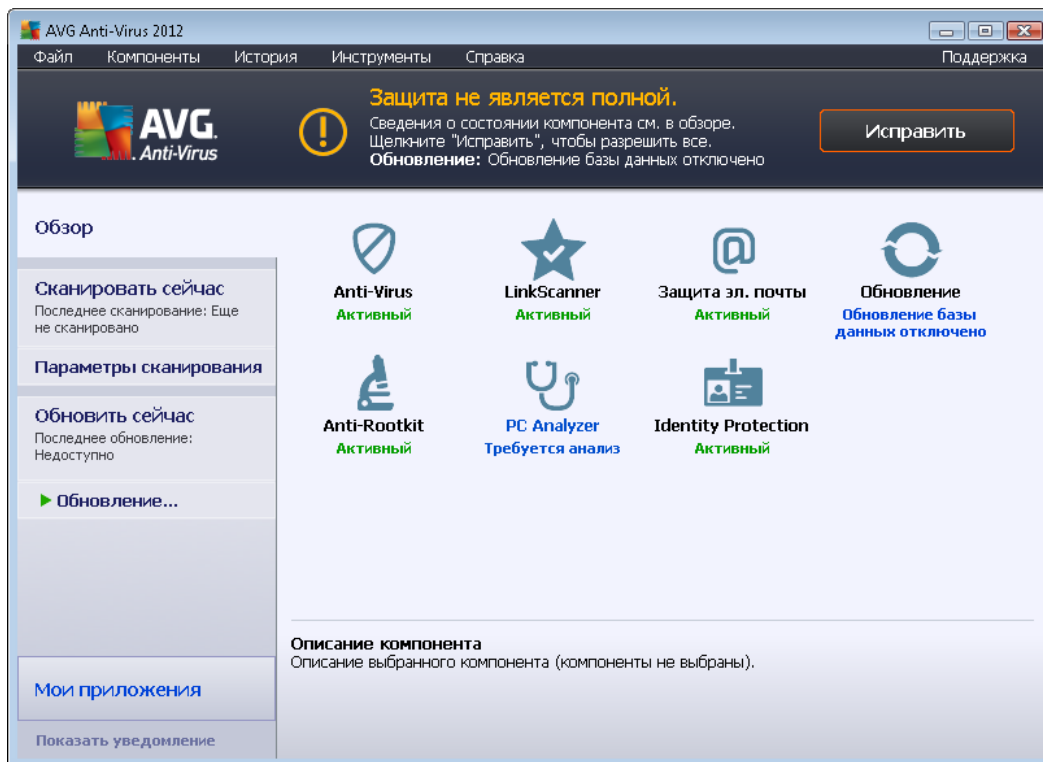 AVG Anti-Virus 2012
Файл Компоненты История Инструменты Справка Поддержка
AVG.
Anti-Virus
Защита не является полной.
Сведения о состоянии компонента см. в обзоре.
Щелкните "Исправить", чтобы разрешить все.
Обновление: Обновление базы данных отключено
Исправить
Обзор
Сканировать сейчас
Последнее сканирование: Еще
не сканировано
Параметры сканирования
Обновить сейчас
Последнее обновление:
Недоступно
Обновление...
Мои приложения
Показать уведомление
Anti-Virus
Активный
LinkScanner
Активный
Защита эл. почты
Активный
Обновление
Обновление базы
данных отключено
Anti-Rootkit
Активный
PC Analyzer
Требуется анализ
Identity Protection
Активный
Описание компонента
Описание выбранного компонента (компоненты не выбраны).